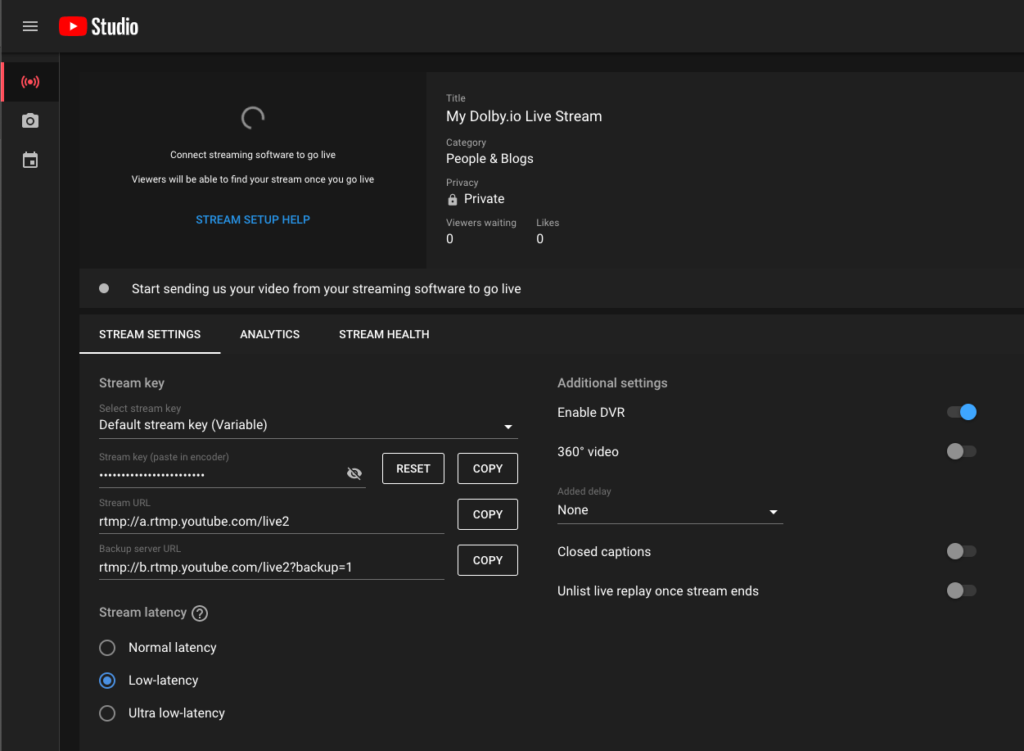 Studio
Connect streaming software to go live
Viewers will be able to find your stream once you go live
STREAM SETUP HELP
Title
My Dolby.io Live Stream
Category
People & Blogs
Privacy
Private
Viewers waiting Likes
0 0
Start sending us your video from your streaming software to go live
STREAM SETTINGS ANALYTICS STREAM HEALTH
Stream key
Select stream key
Default stream key (Variable)
Stream key (paste in encoder)
••••••••••••••••••••••••
RESET COPY
Stream URL
rtmp://a.rtmp.youtube.com/live2
COPY
Backup server URL
rtmp://b.rtmp.youtube.com/live2?backup=1
COPY
Stream latency ?
Normal latency
Low-latency
Ultra low-latency
Additional settings
Enable DVR
360° video
Added delay
None
Closed captions
Unlist live replay once stream ends